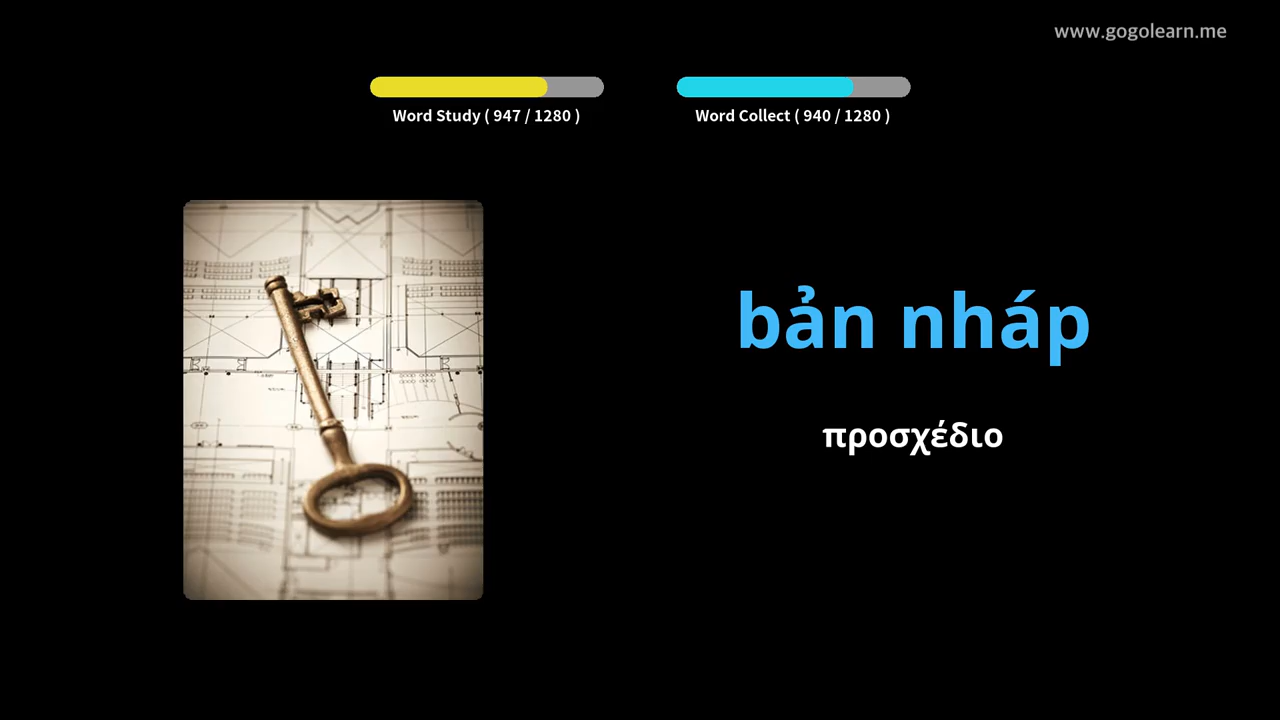 www.gogolearn.me
Word Study ( 947 / 1280 )
Word Collect ( 940 / 1280 )
bản nháp
προσχέδιο